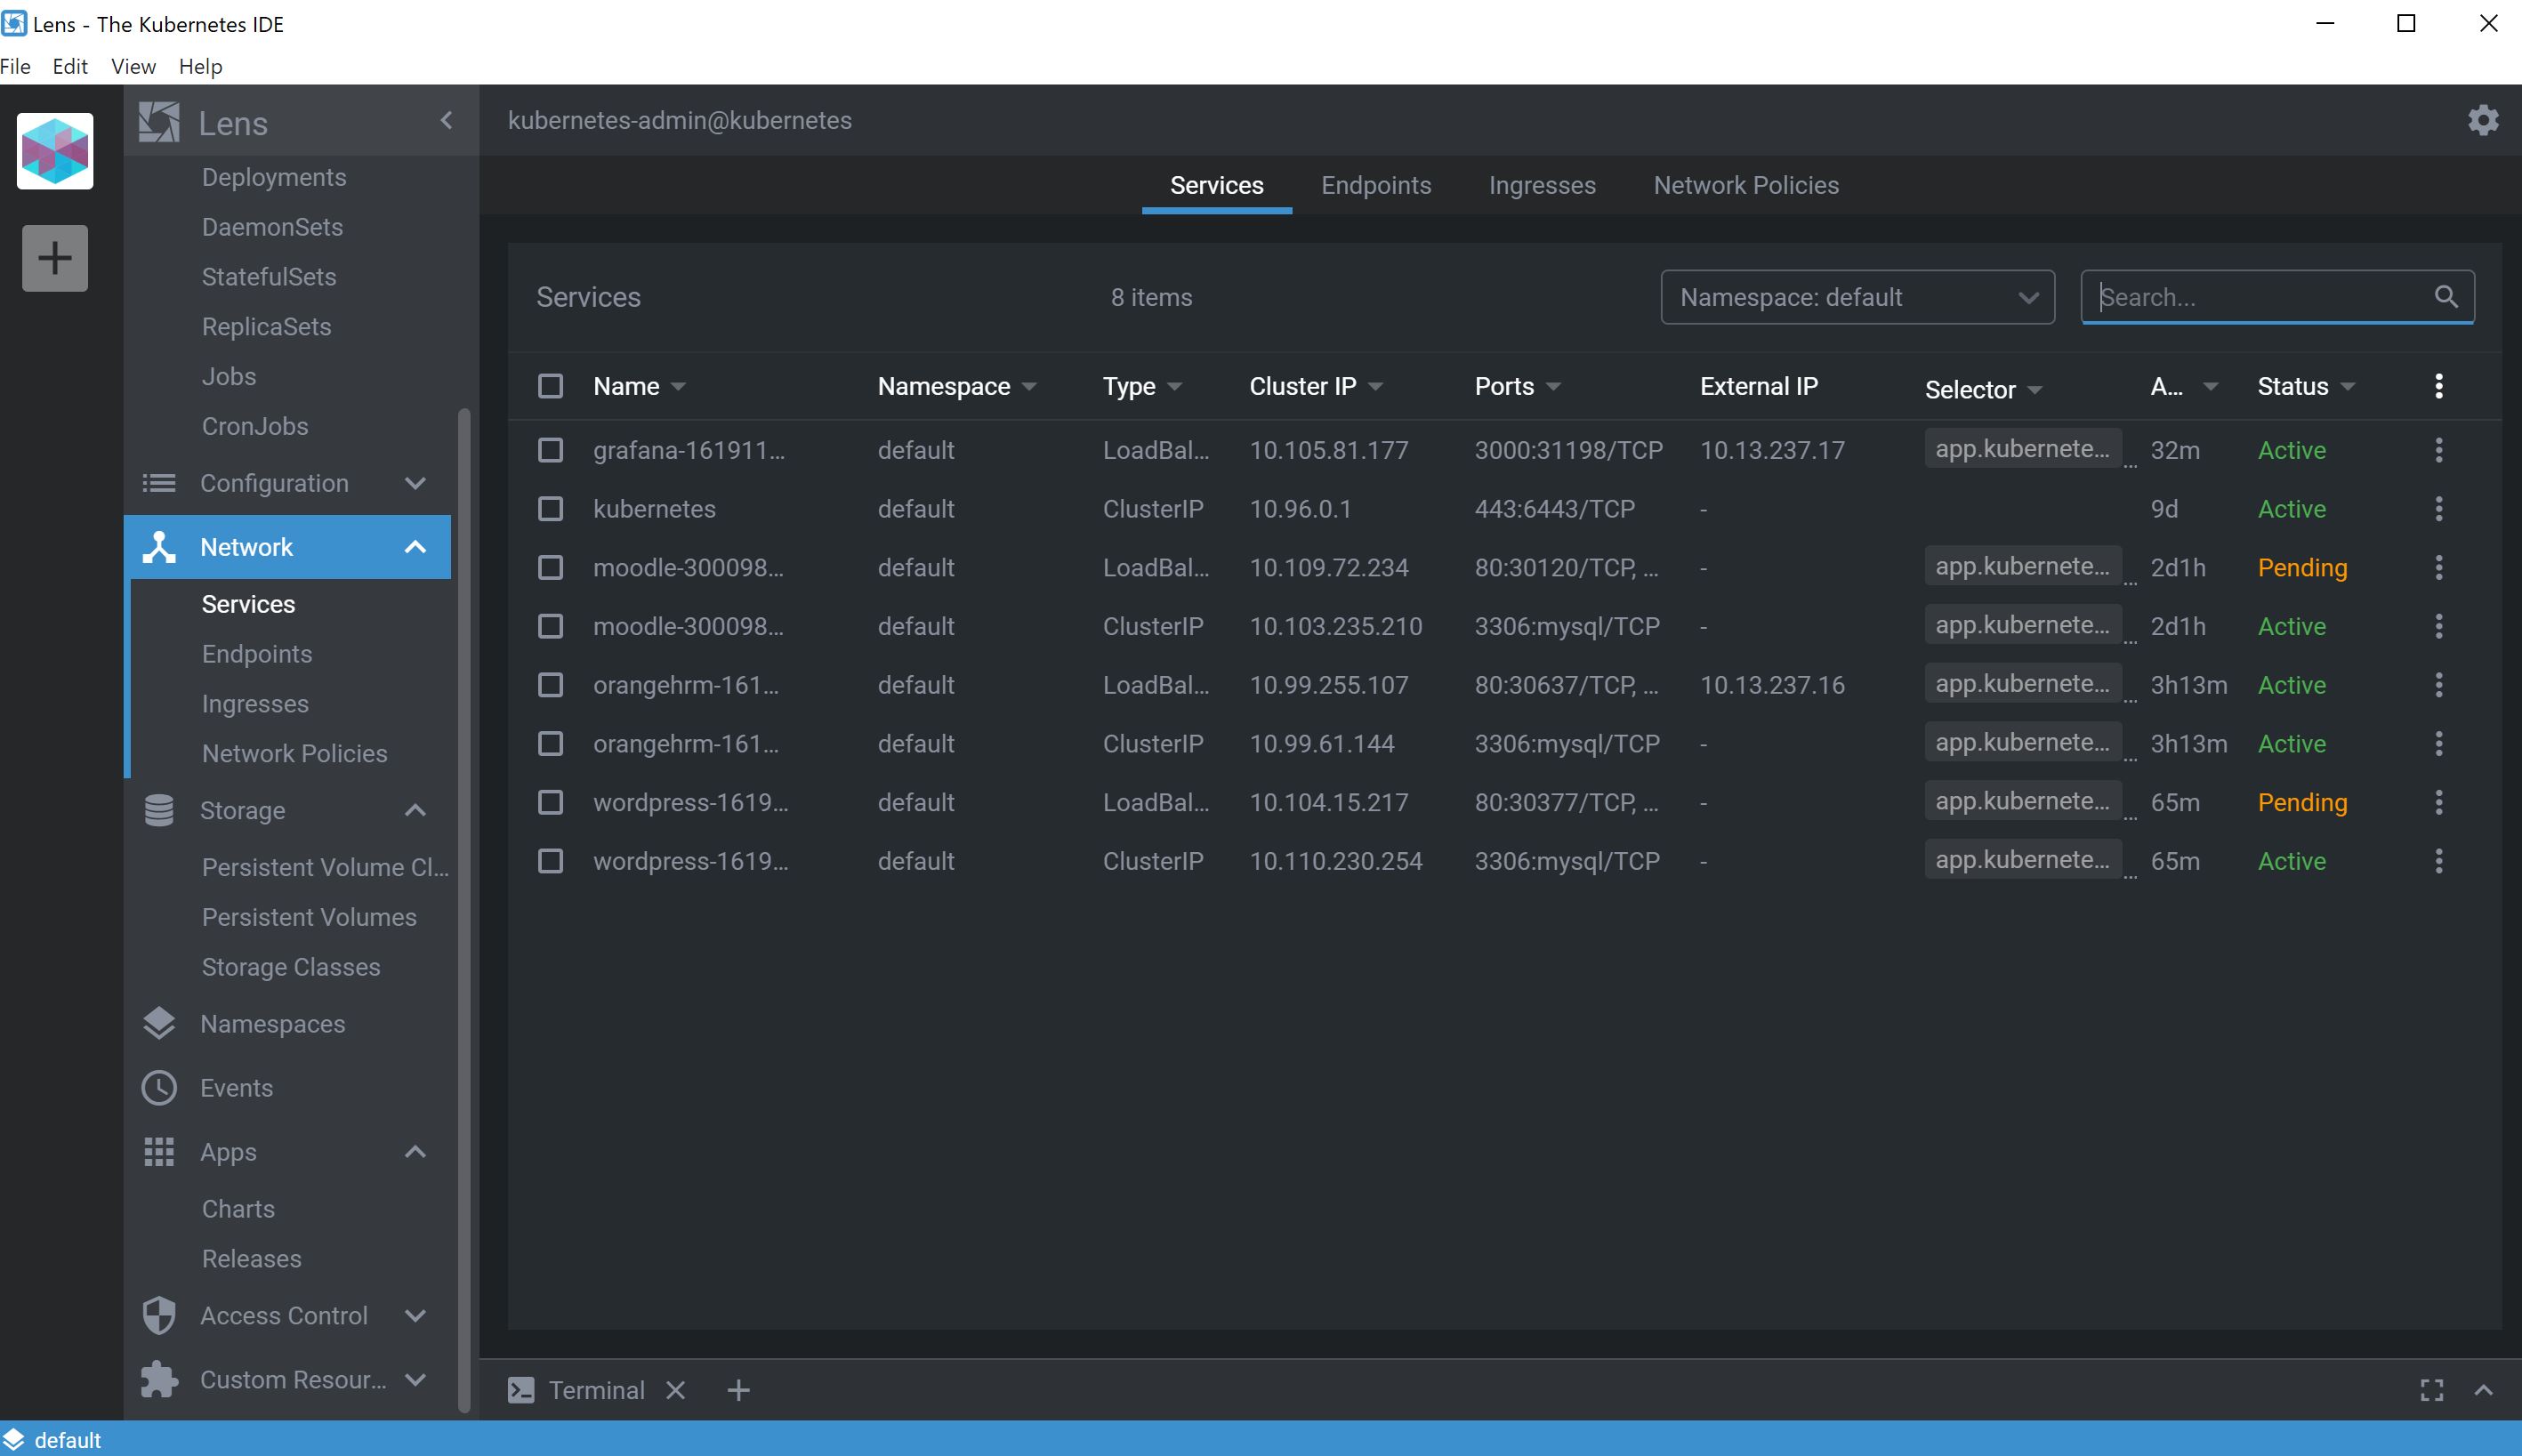 Lens - The Kubernetes IDE
File Edit View Help
Lens
kubernetes-admin@kubernetes
Deployments
DaemonSets
StatefulSets
ReplicaSets
Jobs
CronJobs
Configuration
Network
Services
Endpoints
Ingresses
Network Policies
Storage
Persistent Volume Cl...
Persistent Volumes
Storage Classes
Namespaces
Events
Apps
Charts
Releases
Access Control
Custom Resour...
Services Endpoints Ingresses Network Policies
Services 8 items Namespace: default Search...
Name Namespace Type Cluster IP Ports External IP Selector A... Status
grafana-161911... default LoadBal... 10.105.81.177 3000:31198/TCP 10.13.237.17 app.kubernete... ... 32m Active
kubernetes default ClusterIP 10.96.0.1 443:6443/TCP - 9d Active
moodle-300098... default LoadBal... 10.109.72.234 80:30120/TCP, ... - app.kubernete... ... 2d1h Pending
moodle-300098... default ClusterIP 10.103.235.210 3306:mysql/TCP - app.kubernete... ... 2d1h Active
orangehrm-161... default LoadBal... 10.99.255.107 80:30637/TCP, ... 10.13.237.16 app.kubernete... ... 3h13m Active
orangehrm-161... default ClusterIP 10.99.61.144 3306:mysql/TCP - app.kubernete... ... 3h13m Active
wordpress-1619... default LoadBal... 10.104.15.217 80:30377/TCP, ... - app.kubernete... ... 65m Pending
wordpress-1619... default ClusterIP 10.110.230.254 3306:mysql/TCP - app.kubernete... ... 65m Active
Terminal
default